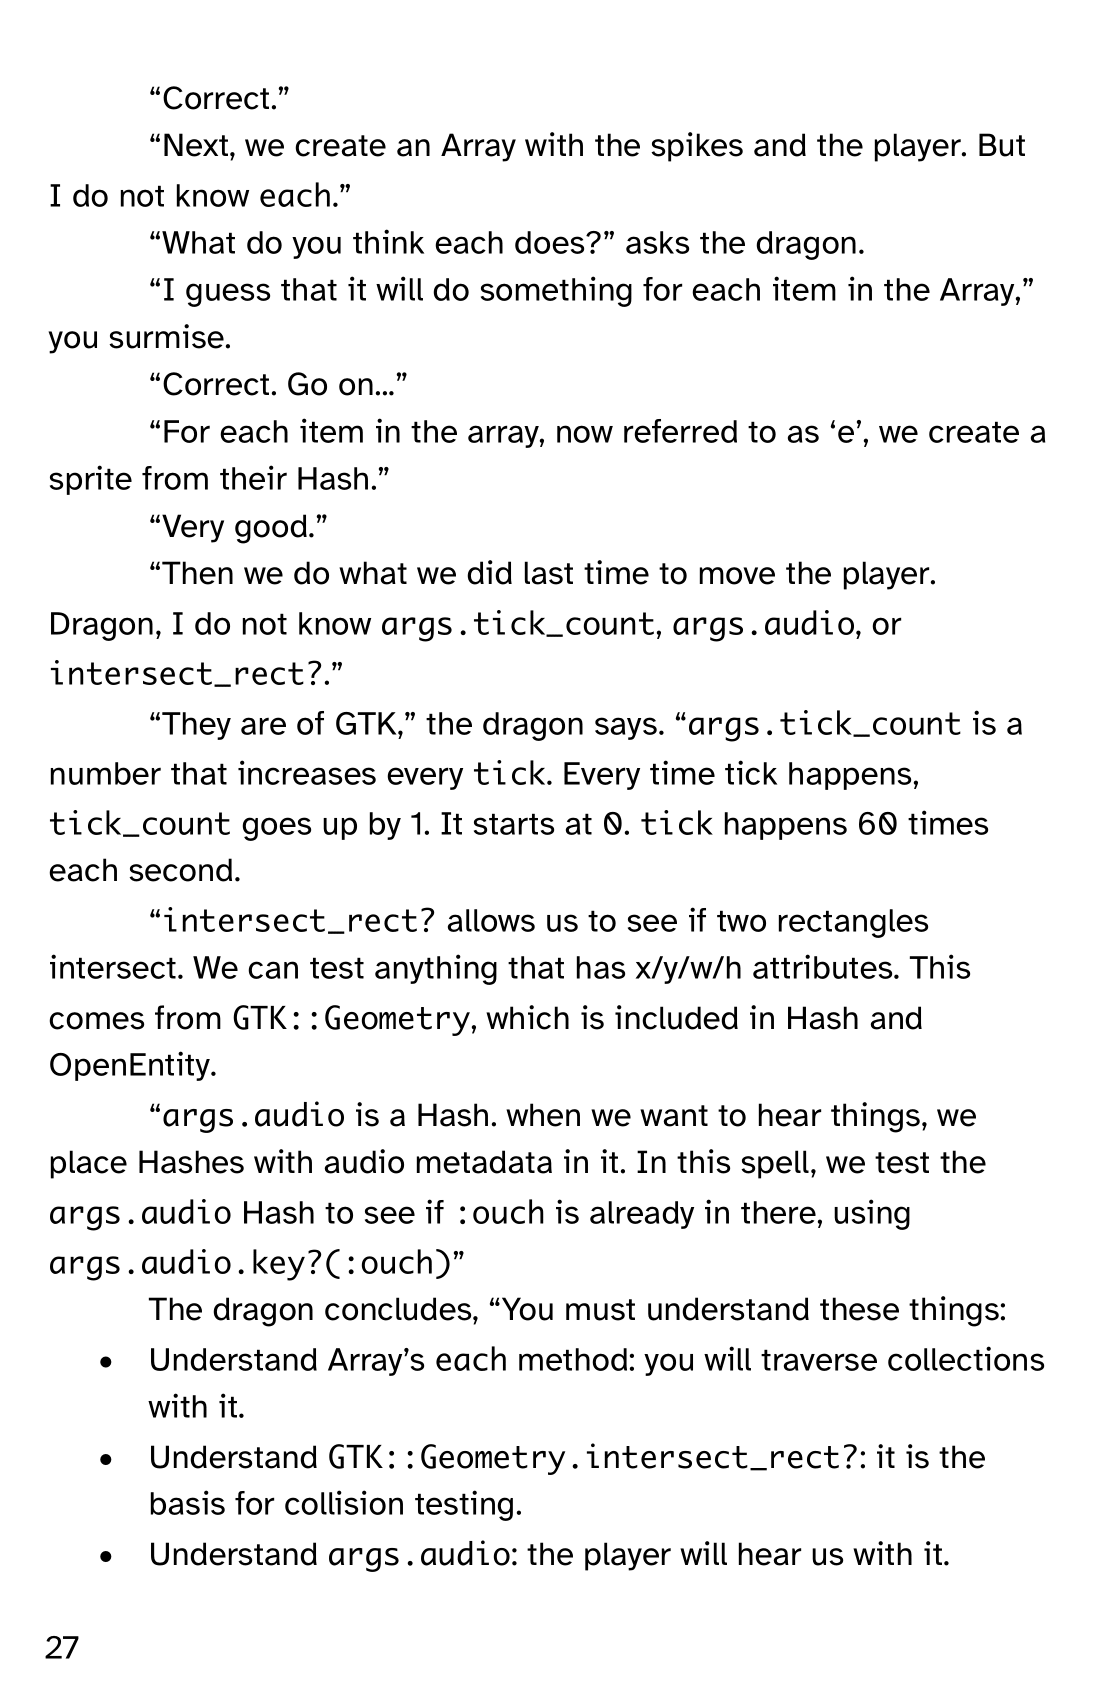 “Correct.”
“Next, we create an Array with the spikes and the player. But
I do not know each.”
“What do you think each does?” asks the dragon.
“I guess that it will do something for each item in the Array,”
you surmise.
“Correct. Go on...”
“For each item in the array, now referred to as ‘e’, we create a
sprite from their Hash.”
“Very good.”
“Then we do what we did last time to move the player.
Dragon, I do not know args.tick_count, args.audio, or
intersect_rect?.”
“They are of GTK,” the dragon says. “args.tick_count is a
number that increases every tick. Every time tick happens,
tick_count goes up by 1. It starts at 0. tick happens 60 times
each second.
“intersect_rect? allows us to see if two rectangles
intersect. We can test anything that has x/y/w/h attributes. This
comes from GTK::Geometry, which is included in Hash and
OpenEntity.
“args.audio is a Hash. when we want to hear things, we
place Hashes with audio metadata in it. In this spell, we test the
args.audio Hash to see if :ouch is already in there, using
args.audio.key?(:ouch)”
The dragon concludes, “You must understand these things:
• Understand Array’s each method: you will traverse collections
with it.
• Understand GTK::Geometry.intersect_rect?: it is the
basis for collision testing.
• Understand args.audio: the player will hear us with it.
27